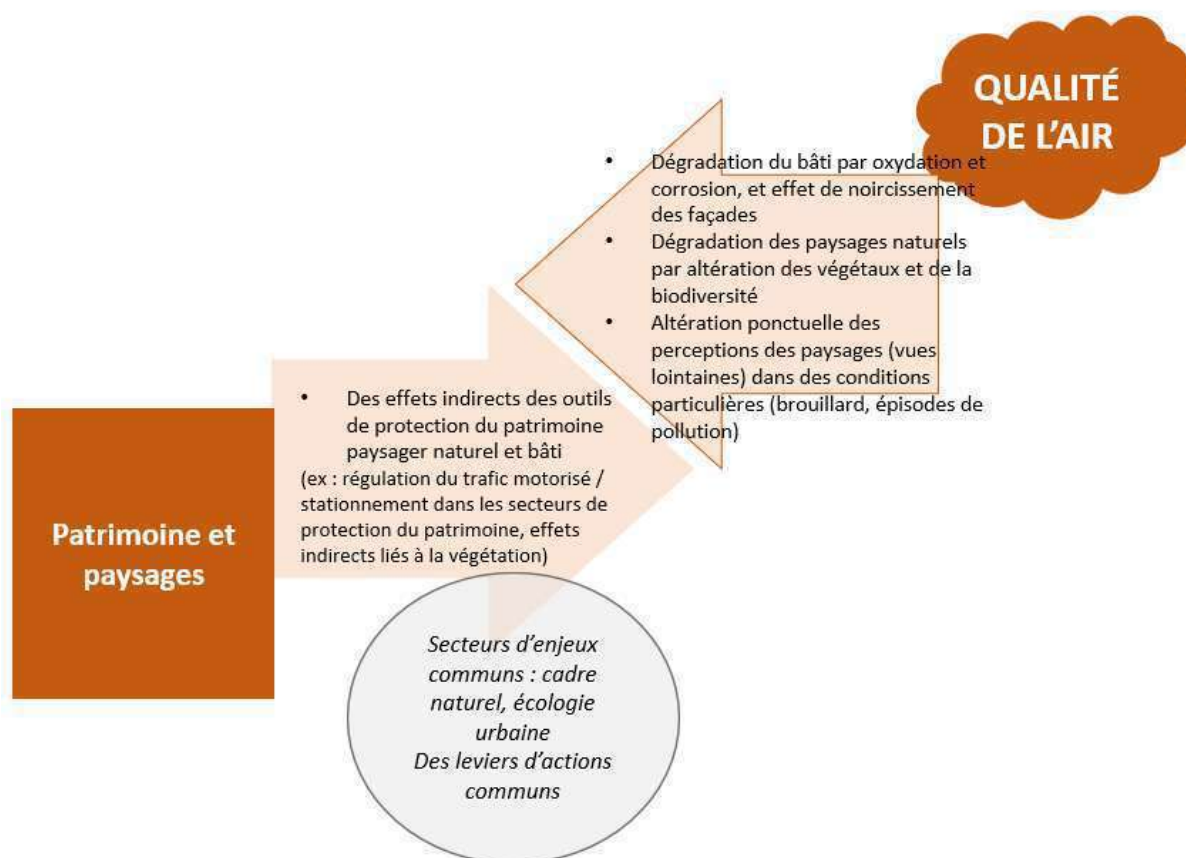 QUALITÉ
DE L'AIR
• Dégradation du bâti par oxydation et
corrosion, et effet de noircissement
des façades
• Dégradation des paysages naturels
par altération des végétaux et de la
biodiversité
• Altération ponctuelle des
perceptions des paysages (vues
lointaines) dans des conditions
particulières (brouillard, épisodes de
pollution)
• Des effets indirects des outils
de protection du patrimoine
paysager naturel et bâti
(ex : régulation du trafic motorisé /
stationnement dans les secteurs de
protection du patrimoine, effets
indirects liés à la végétation)
Patrimoine et
paysages
Secteurs d'enjeux
communs : cadre
naturel, écologie
urbaine
Des leviers d'actions
communs